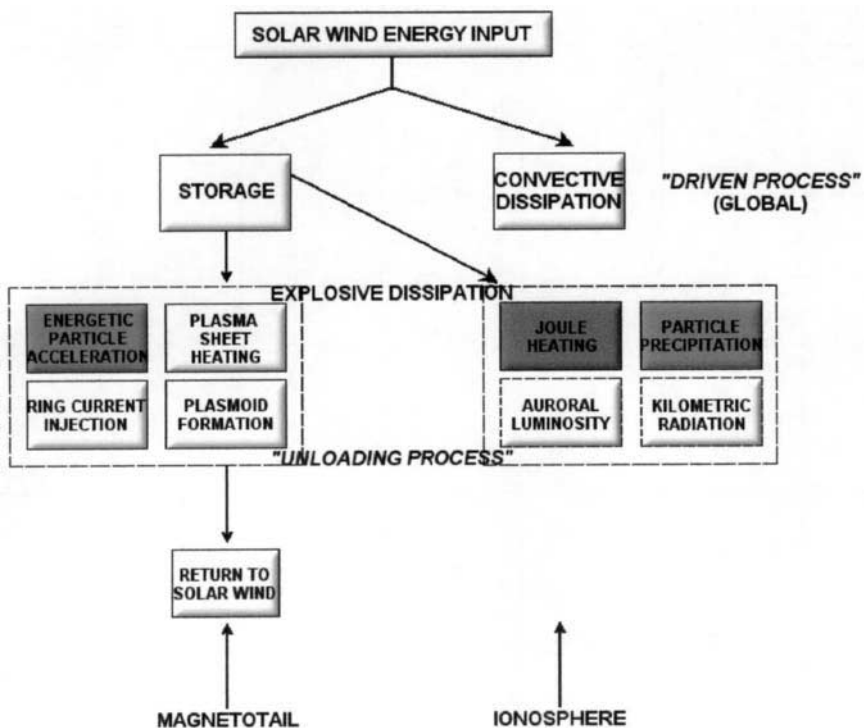 SOLAR WIND ENERGY INPUT
STORAGE
CONVECTIVE
DISSIPATION
"DRIVEN PROCESS"
(GLOBAL)
EXPLOSIVE DISSIPATION
ENERGETIC
PARTICLE
ACCELERATION
PLASMA
SHEET
HEATING
RING CURRENT
INJECTION
PLASMOID
FORMATION
JOULE
HEATING
PARTICLE
PRECIPITATION
AURORAL
LUMINOSITY
KILOMETRIC
RADIATION
"UNLOADING PROCESS"
RETURN TO
SOLAR WIND
MAGNETOTAIL
IONOSPHERE